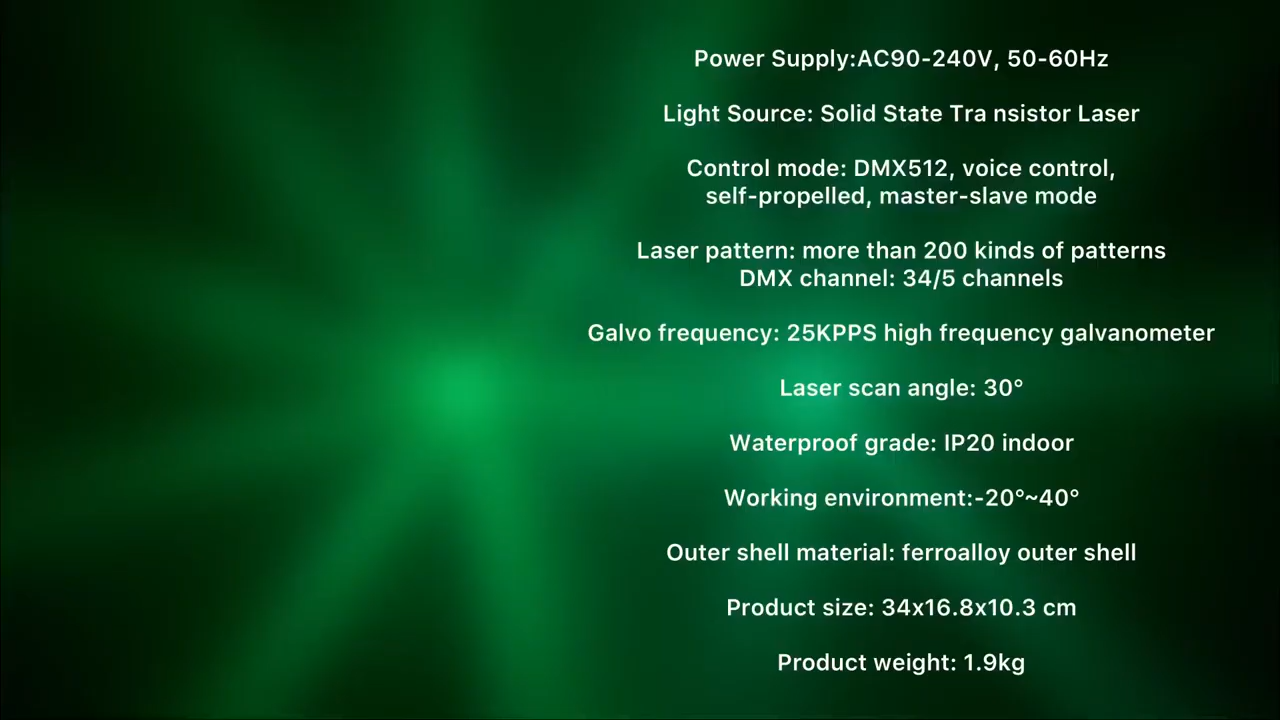 Power Supply:AC90-240V, 50-60Hz
Light Source: Solid State Tra nsistor Laser
Control mode: DMX512, voice control,
self-propelled, master-slave mode
Laser pattern: more than 200 kinds of patterns
DMX channel: 34/5 channels
Galvo frequency: 25KPPS high frequency galvanometer
Laser scan angle: 30°
Waterproof grade: IP20 indoor
Working environment:-20°~40°
Outer shell material: ferroalloy outer shell
Product size: 34x16.8x10.3 cm
Product weight: 1.9kg